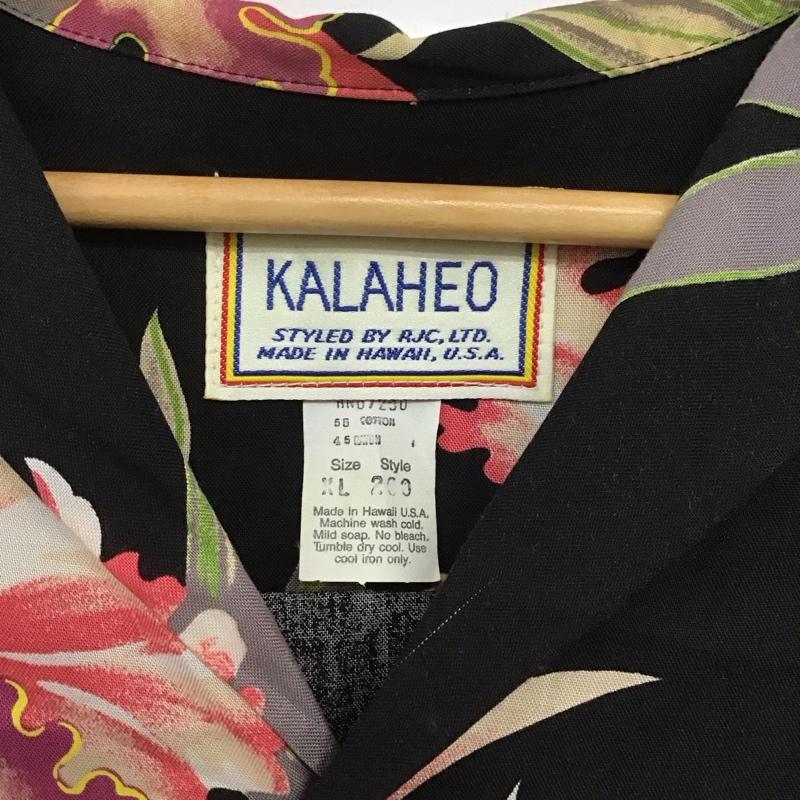 KALAHEO
STYLED BY RJC, LTD.
MADE IN HAWAII, U.S.A.
55 COTTON
45
Size Style
XL
Made in Hawaii U.S.A.
Machine wash cold.
Mild soap. No bleach.
Tumble dry cool. Use
cool iron only.